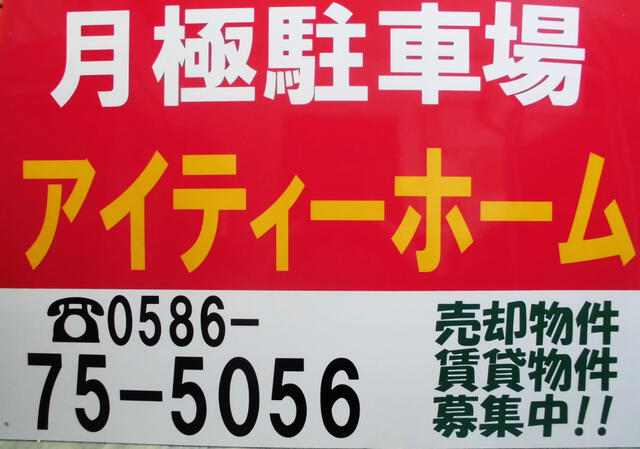 月極駐車場
アイティーホーム
☎0586-
75-5056
売却物件
賃貸物件
募集中!!